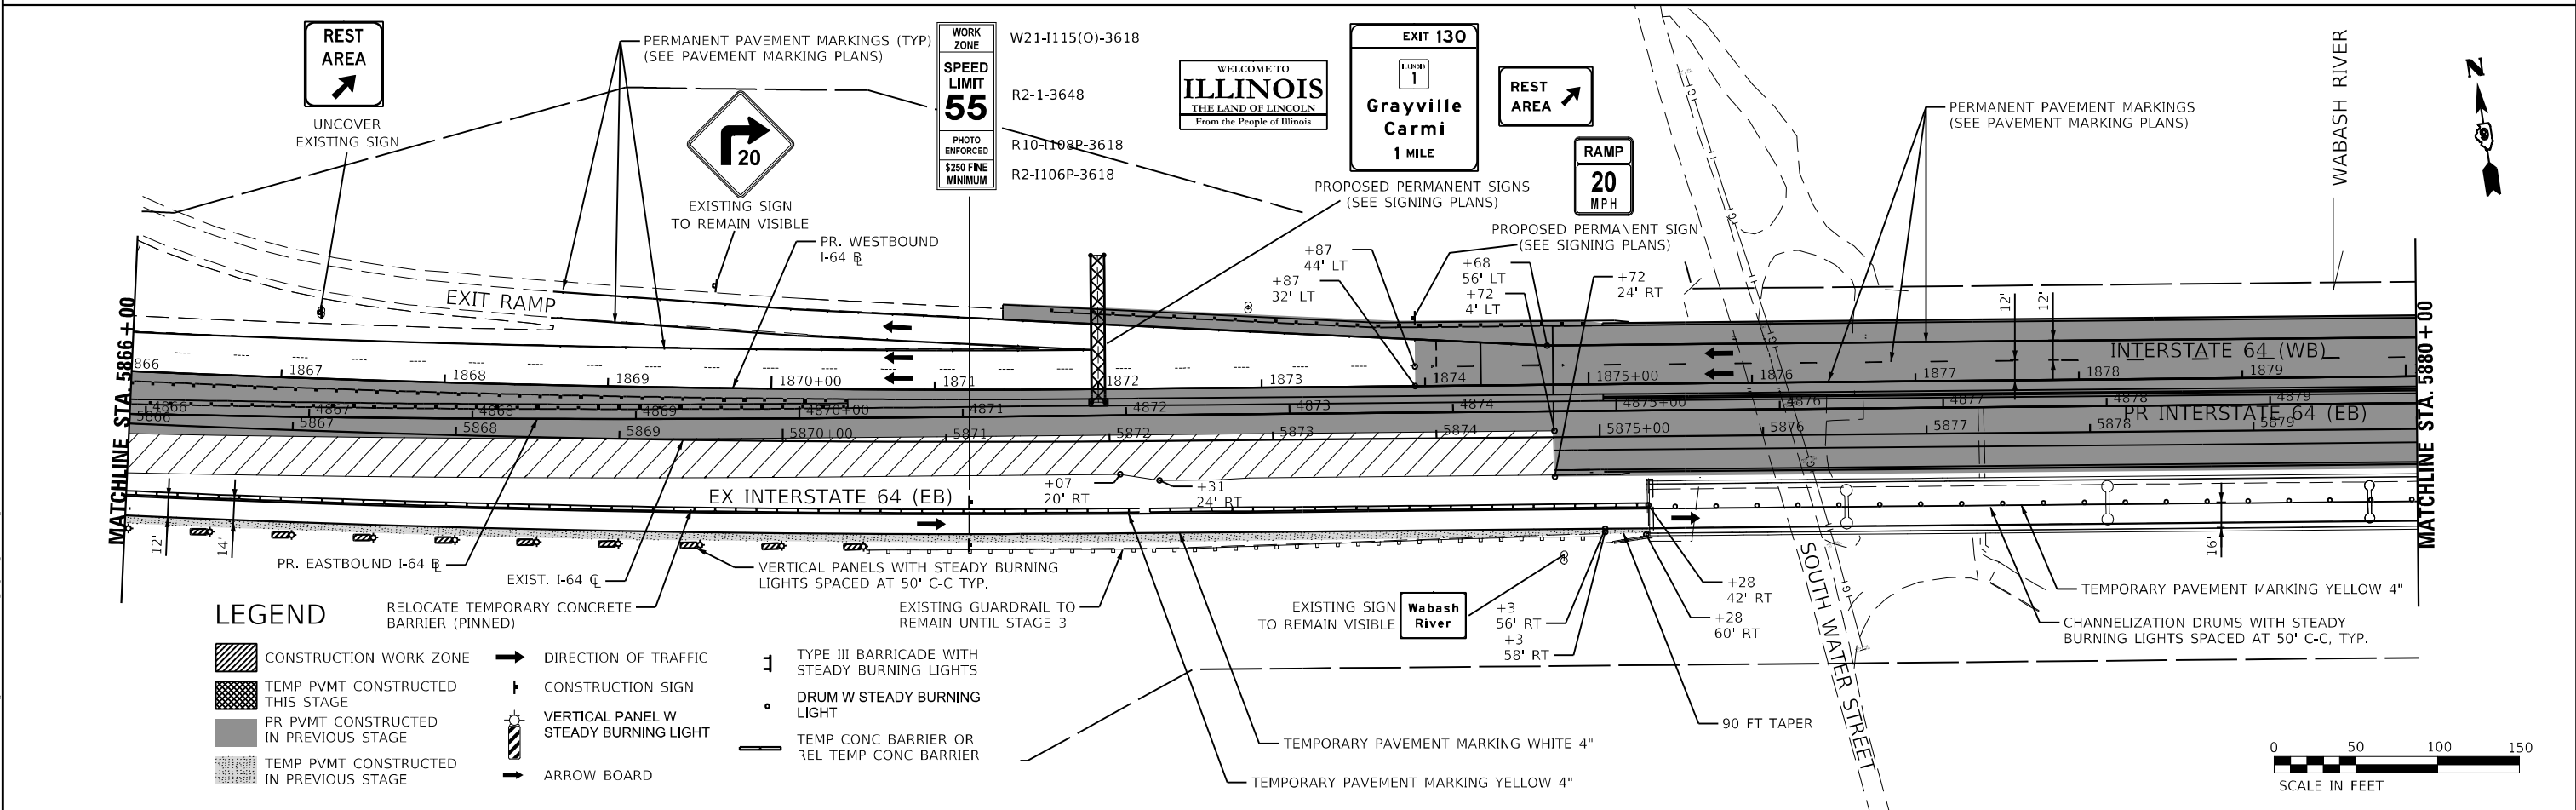 REST
AREA
UNCOVER
EXISTING SIGN
PERMANENT PAVEMENT MARKINGS (TYP)
(SEE PAVEMENT MARKING PLANS)
20
EXISTING SIGN
TO REMAIN VISIBLE
WORK
ZONE
SPEED
LIMIT
55
PHOTO
ENFORCED
$250 FINE
MINIMUM
W21-I115(O)-3618
R2-1-3648
R10-I108P-3618
R2-I106P-3618
WELCOME TO
ILLINOIS
THE LAND OF LINCOLN
From the People of Illinois
EXIT 130
ILLINOIS
1
Grayville
Carmi
1 MILE
REST
AREA
PROPOSED PERMANENT SIGNS
(SEE SIGNING PLANS)
RAMP
20
MPH
PROPOSED PERMANENT SIGN
(SEE SIGNING PLANS)
PERMANENT PAVEMENT MARKINGS
(SEE PAVEMENT MARKING PLANS)
WABASH RIVER
N
PR. WESTBOUND
I-64 BL
+87
44' LT
+87
32' LT
+68
56' LT
+72
4' LT
+72
24' RT
12'
12'
EXIT RAMP
INTERSTATE 64 (WB)
MATCHLINE STA. 5866+00
MATCHLINE STA. 5880+00
866
1867
1868
1869
1870+00
1871
1872
1873
1874
1875+00
1876
1877
1878
1879
4866
4867
4868
4869
4870+00
4871
4872
4873
4874
4875+00
4876
4877
4878
4879
PR INTERSTATE 64 (EB)
5866
5867
5868
5869
5870+00
5871
5872
5873
5874
5875+00
5876
5877
5878
5879
+07
20' RT
+31
24' RT
EX INTERSTATE 64 (EB)
12'
14'
16'
PR. EASTBOUND I-64 BL
EXIST. I-64 CL
RELOCATE TEMPORARY CONCRETE
BARRIER (PINNED)
VERTICAL PANELS WITH STEADY BURNING
LIGHTS SPACED AT 50' C-C TYP.
EXISTING GUARDRAIL TO
REMAIN UNTIL STAGE 3
EXISTING SIGN
TO REMAIN VISIBLE
Wabash
River
+3
56' RT
+3
58' RT
+28
42' RT
+28
60' RT
SOUTH WATER STREET
TEMPORARY PAVEMENT MARKING YELLOW 4"
CHANNELIZATION DRUMS WITH STEADY
BURNING LIGHTS SPACED AT 50' C-C, TYP.
90 FT TAPER
TEMPORARY PAVEMENT MARKING WHITE 4"
TEMPORARY PAVEMENT MARKING YELLOW 4"
LEGEND
CONSTRUCTION WORK ZONE
TEMP PVMT CONSTRUCTED
THIS STAGE
PR PVMT CONSTRUCTED
IN PREVIOUS STAGE
TEMP PVMT CONSTRUCTED
IN PREVIOUS STAGE
DIRECTION OF TRAFFIC
CONSTRUCTION SIGN
VERTICAL PANEL W
STEADY BURNING LIGHT
ARROW BOARD
TYPE III BARRICADE WITH
STEADY BURNING LIGHTS
DRUM W STEADY BURNING
LIGHT
TEMP CONC BARRIER OR
REL TEMP CONC BARRIER
0 50 100 150
SCALE IN FEET